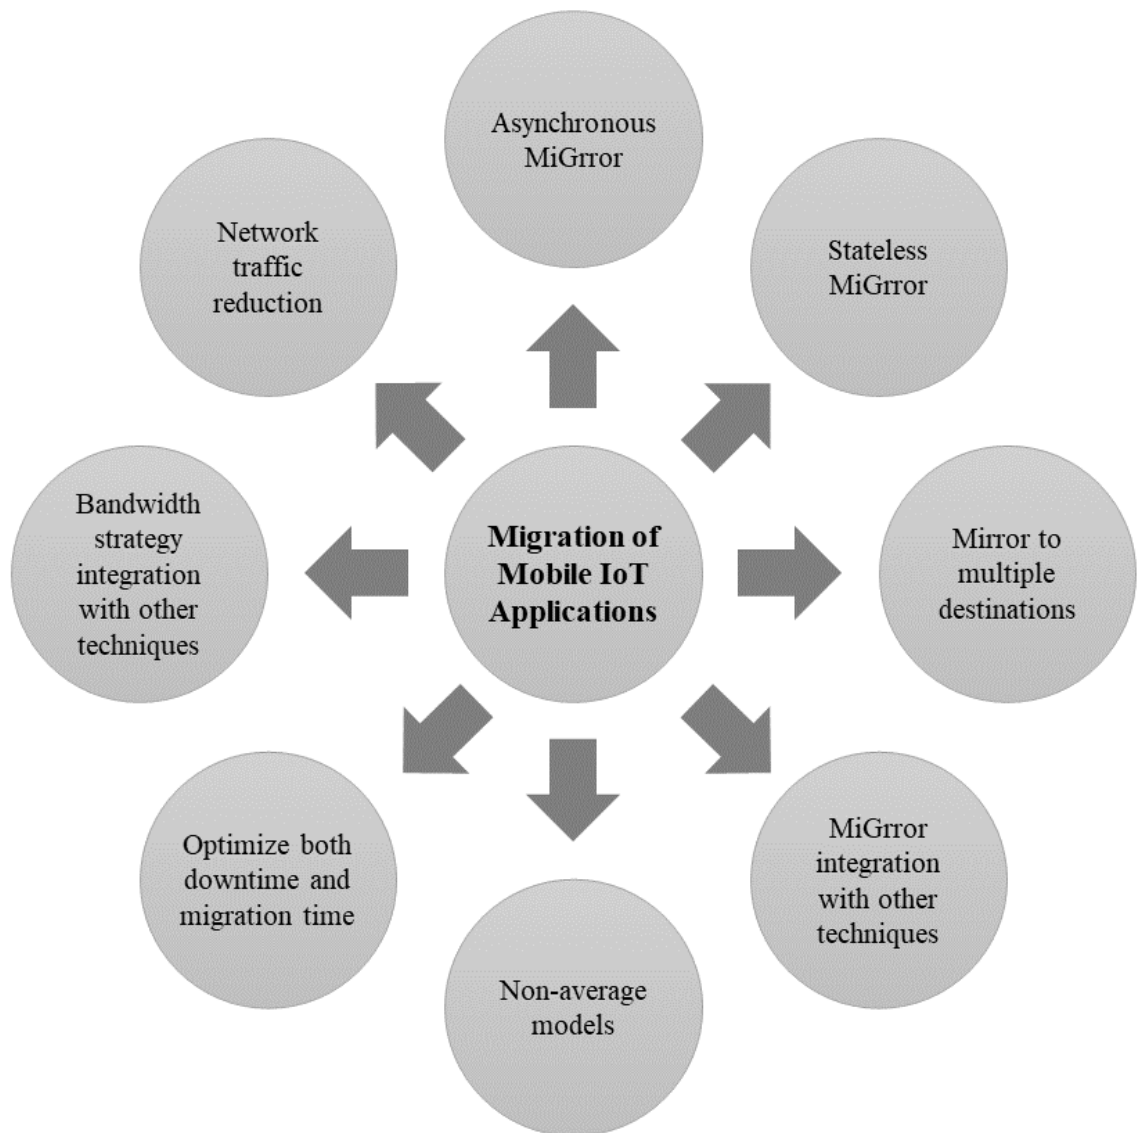 Asynchronous
MiGrror
Network
traffic
reduction
Stateless
MiGrror
Bandwidth
strategy
integration
with other
techniques
Migration of
Mobile IoT
Applications
Mirror to
multiple
destinations
Optimize both
downtime and
migration time
MiGrror
integration
with other
techniques
Non-average
models